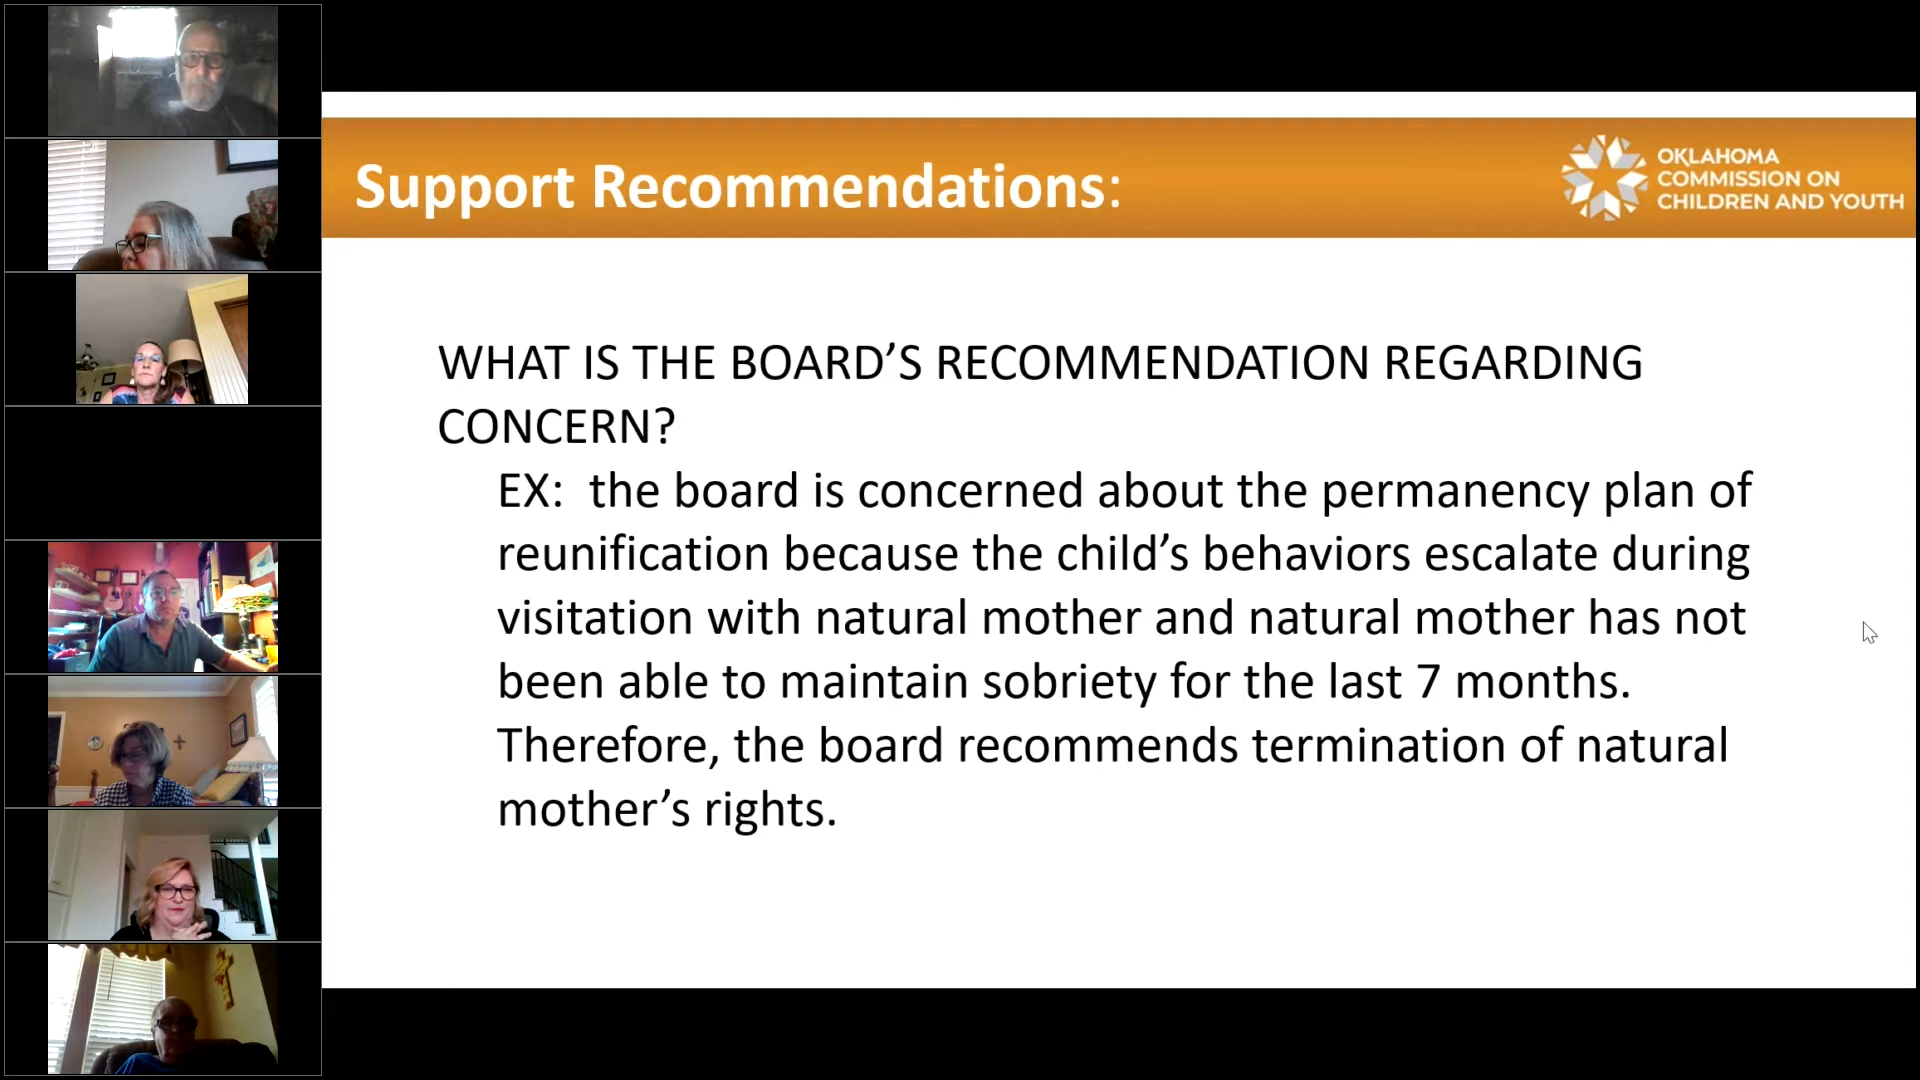 Support Recommendations:
OKLAHOMA
COMMISSION ON
CHILDREN AND YOUTH
WHAT IS THE BOARD’S RECOMMENDATION REGARDING
CONCERN?
EX:  the board is concerned about the permanency plan of
reunification because the child’s behaviors escalate during
visitation with natural mother and natural mother has not
been able to maintain sobriety for the last 7 months.
Therefore, the board recommends termination of natural
mother’s rights.